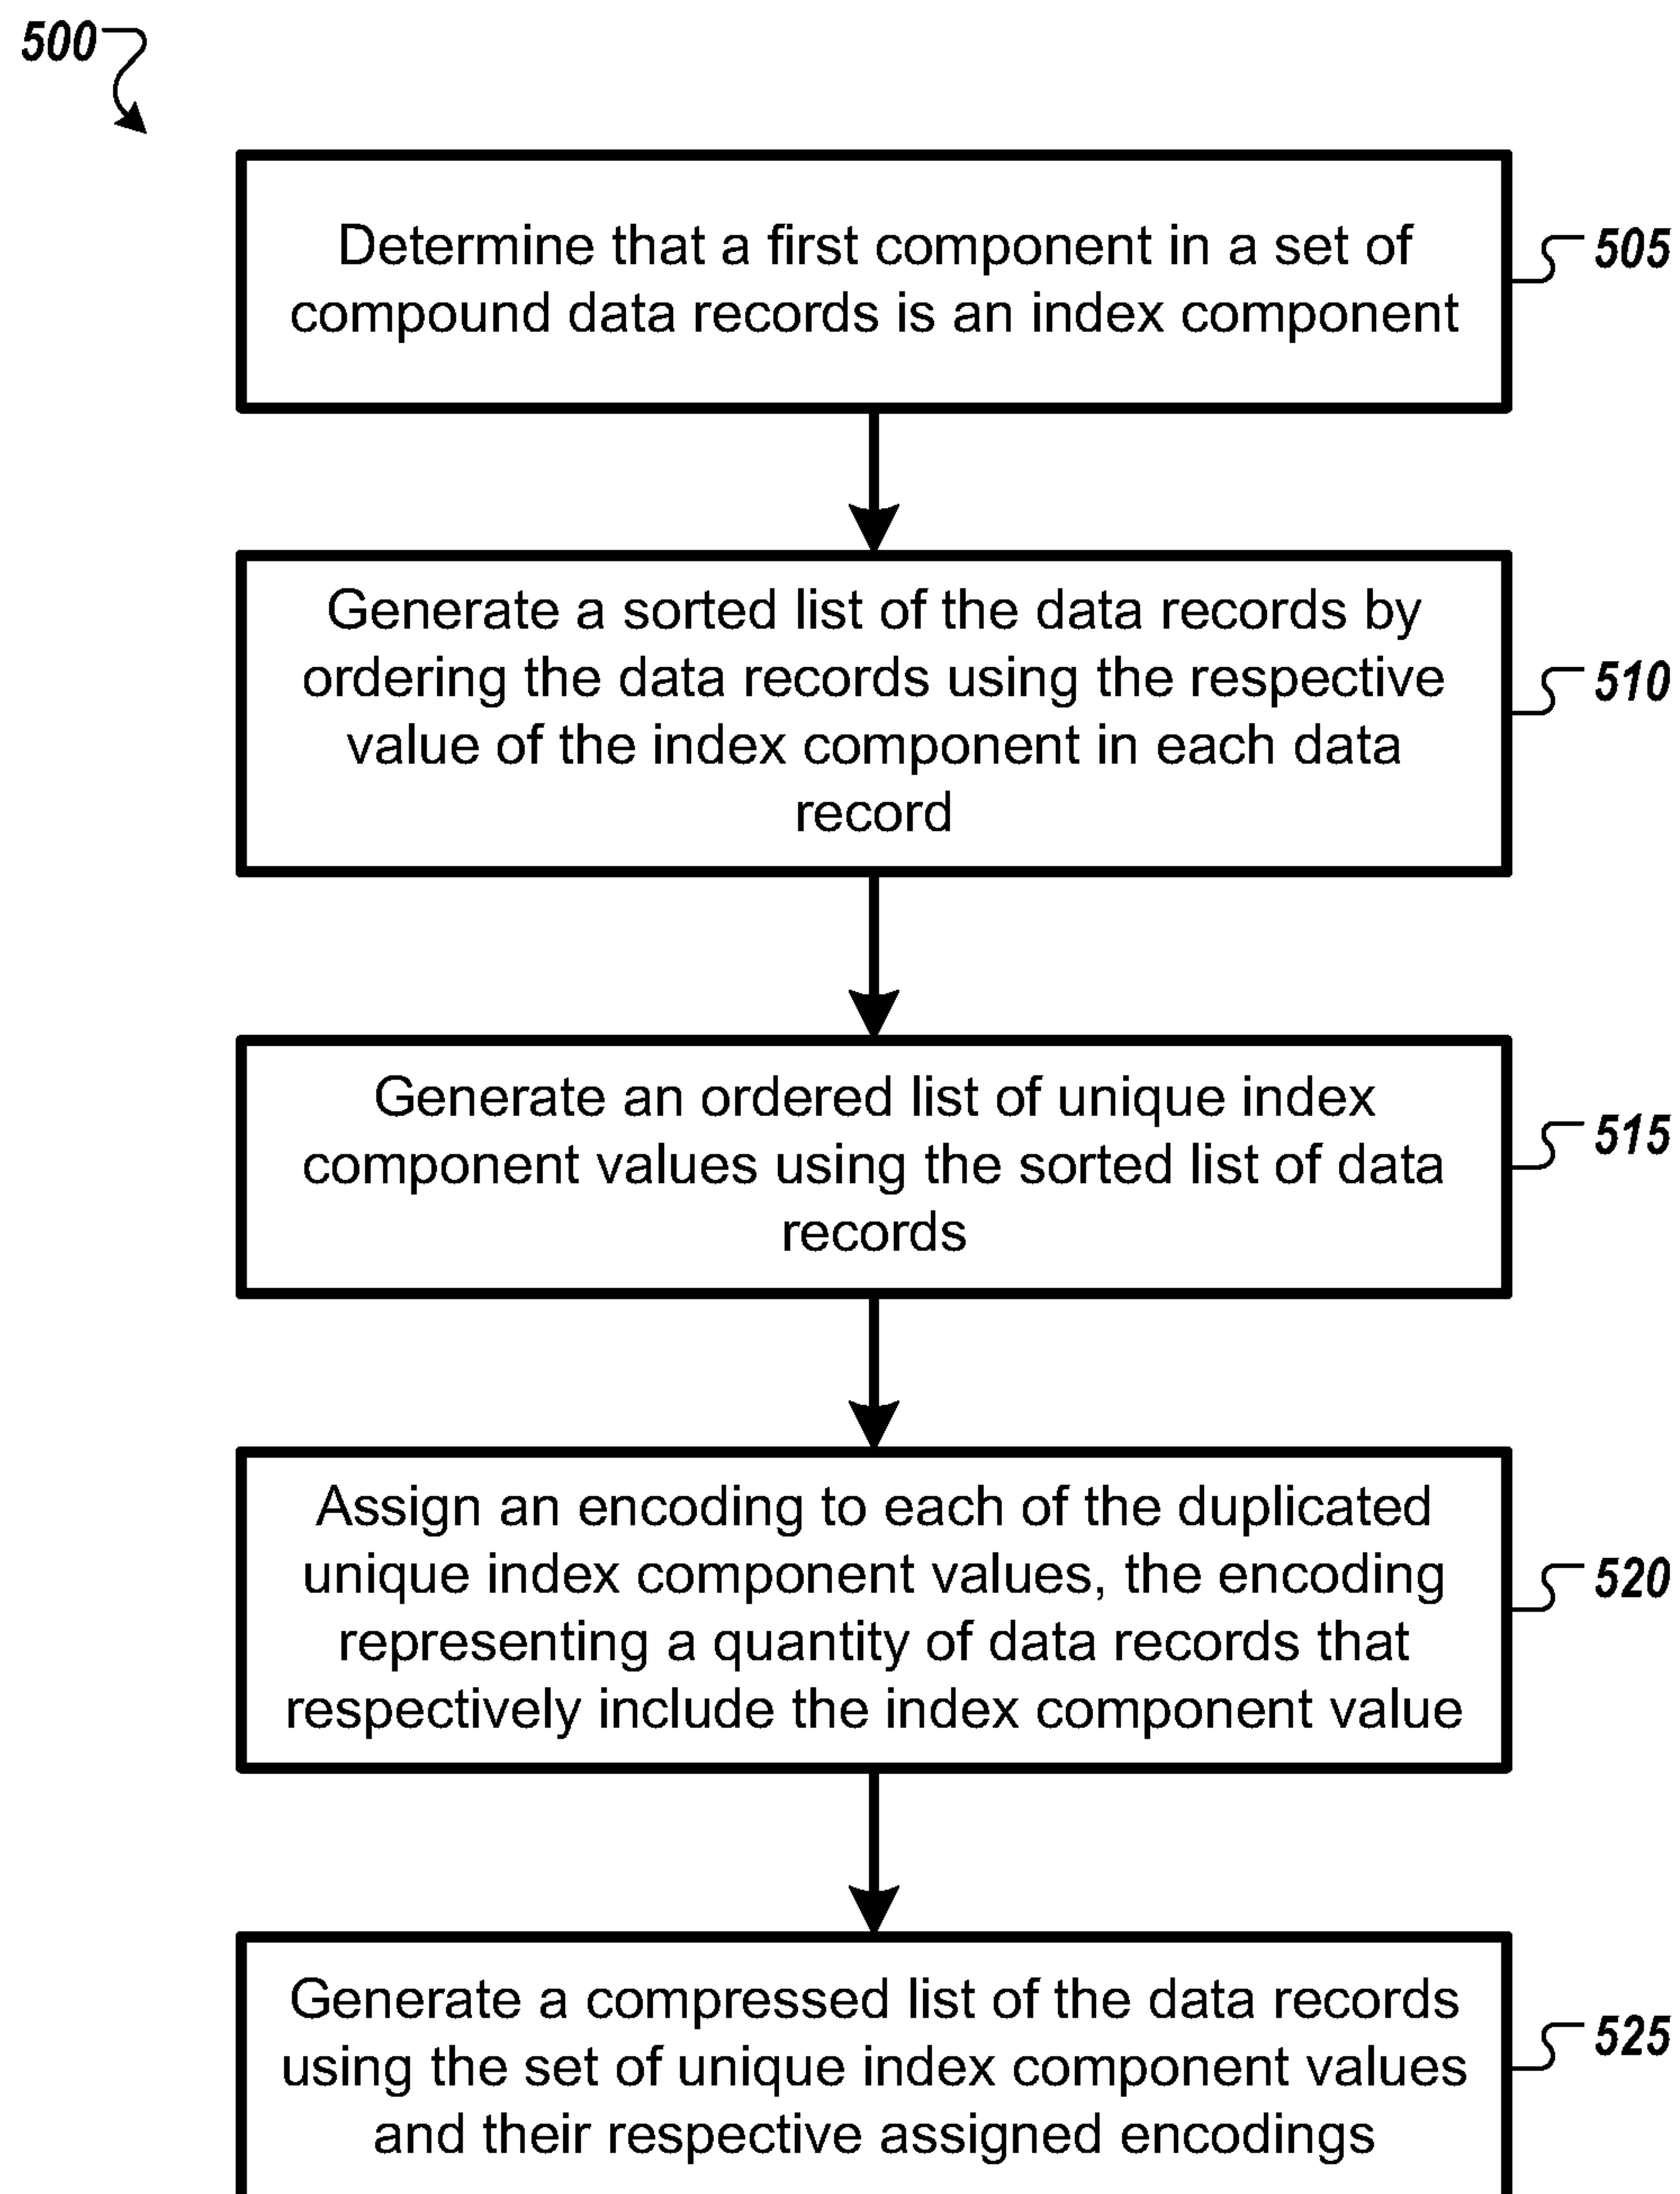 500
Determine that a first component in a set of
compound data records is an index component
505
Generate a sorted list of the data records by
ordering the data records using the respective
value of the index component in each data
record
510
Generate an ordered list of unique index
component values using the sorted list of data
records
515
Assign an encoding to each of the duplicated
unique index component values, the encoding
representing a quantity of data records that
respectively include the index component value
520
Generate a compressed list of the data records
using the set of unique index component values
and their respective assigned encodings
525